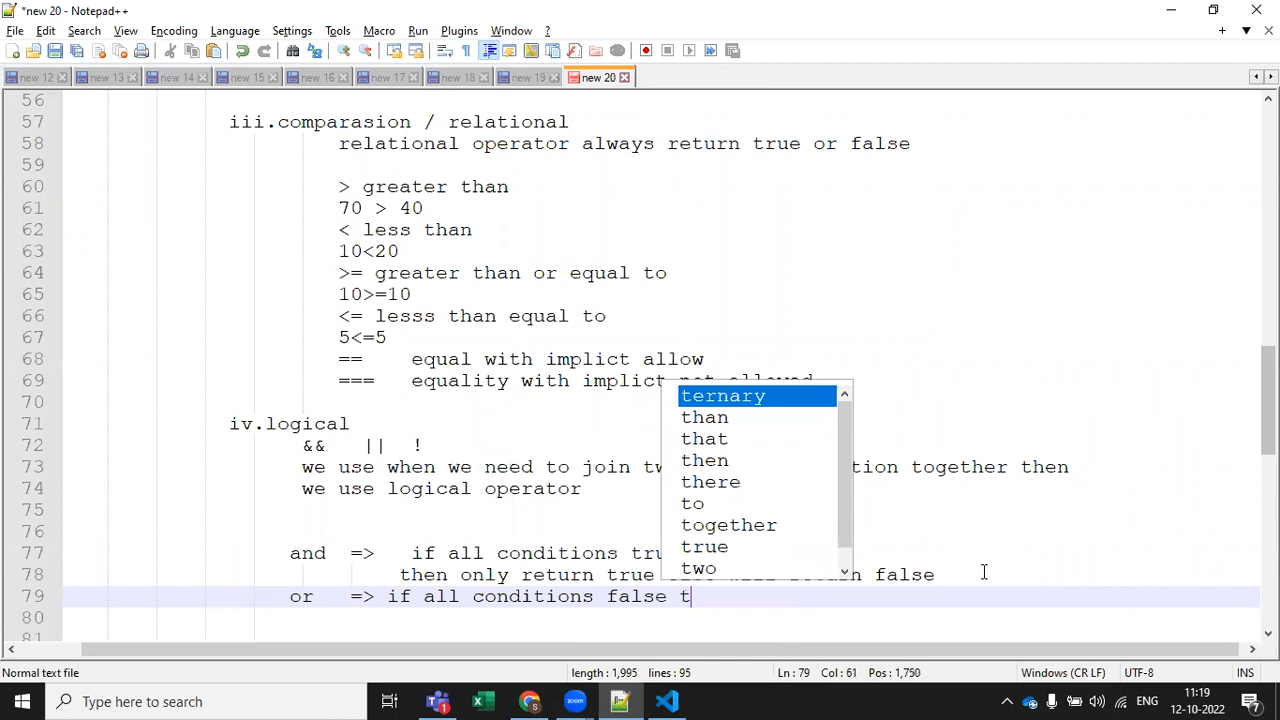 *new 20 - Notepad++
File Edit Search View Encoding Language Settings Tools Macro Run Plugins Window ?
new 12 new 13 new 14 new 15 new 16 new 17 new 18 new 19 new 20
56
57 iii.comparasion / relational
58 relational operator always return true or false
59
60 > greater than
61 70 > 40
62 < less than
63 10<20
64 >= greater than or equal to
65 10>=10
66 <= lesss than equal to
67 5<=5
68 == equal with implict allow
69 === equality with implict not allowed
70
71 iv.logical
72 && || !
73 we use when we need to join tw tion together then
74 we use logical operator
75
76
77 and => if all conditions tru
78 then only return true return false
79 or => if all conditions false t
80
81
ternary
than
that
then
there
to
together
true
two
Normal text file length : 1,995 lines : 95 Ln : 79 Col : 61 Pos : 1,750 Windows (CR LF) UTF-8 INS
Type here to search
ENG
11:19
12-10-2022
7